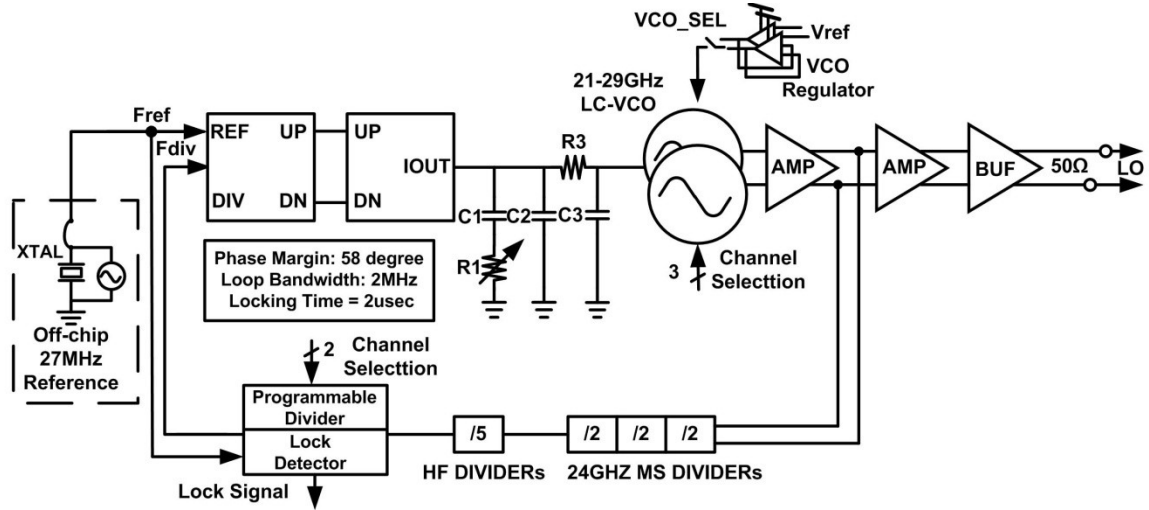 VCO_SEL
Vref
VCO
Regulator
21-29GHz
LC-VCO
Fref
Fdiv
REF
UP
DIV
DN
UP
IOUT
DN
R3
C1
C2
C3
R1
AMP
AMP
BUF
50Ω
LO
XTAL
Off-chip
27MHz
Reference
Phase Margin: 58 degree
Loop Bandwidth: 2MHz
Locking Time = 2usec
3
Channel
Selecttion
2
Channel
Selecttion
Programmable
Divider
Lock
Detector
Lock Signal
/5
HF DIVIDERs
/2
/2
/2
24GHZ MS DIVIDERs